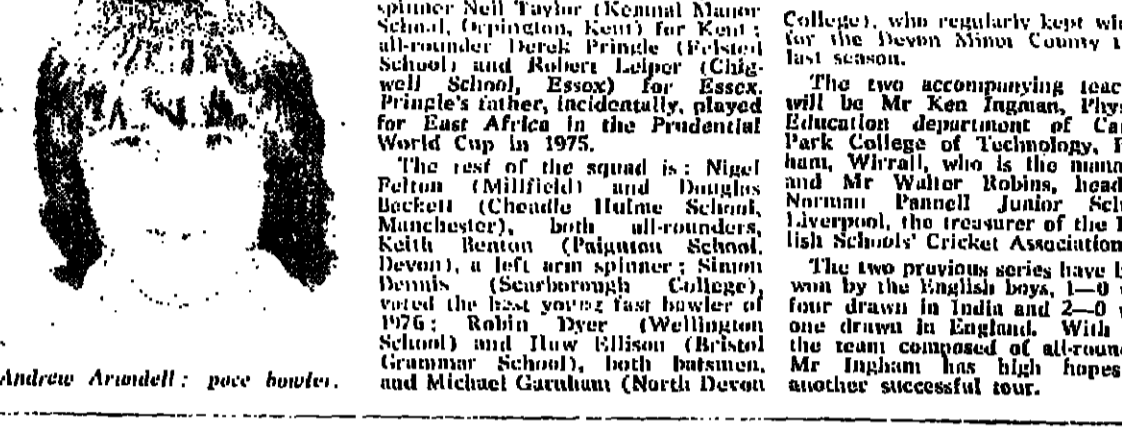 spinner Neil Taylor (Kemnal Manor
School, Orpington, Kent) for Kent;
all-rounder Derek Pringle (Felsted
School) and Robert Leiper (Chig-
well School, Essex) for Essex.
Pringle's father, incidentally, played
for East Africa in the Prudential
World Cup in 1975.
The rest of the squad is: Nigel
Felton (Millfield) and Douglas
Beckett (Cheadle Hulme School,
Manchester), both all-rounders,
Keith Benton (Paignton School,
Devon), a left arm spinner; Simon
Dennis (Scarborough College),
voted the best young fast bowler of
1976; Robin Dyer (Wellington
School) and Huw Ellison (Bristol
Grammar School), both batsmen,
and Michael Garnham (North Devon
College), who regularly kept
for the Devon Minor County
last season.
The two accompanying
will be Mr Ken Ingman,
Education department of
Park College of Technology,
ham, Wirrall, who is the
and Mr Walter Robins,
Norman Pannell Junior
Liverpool, the treasurer of the
lish Schools' Cricket Association
The two previous series have
won by the English boys, 1—0
four drawn in India and 2—0
one drawn in England. With
the team composed of
Mr Ingham has high hopes
another successful tour.
Andrew Arundell: pace bowler.